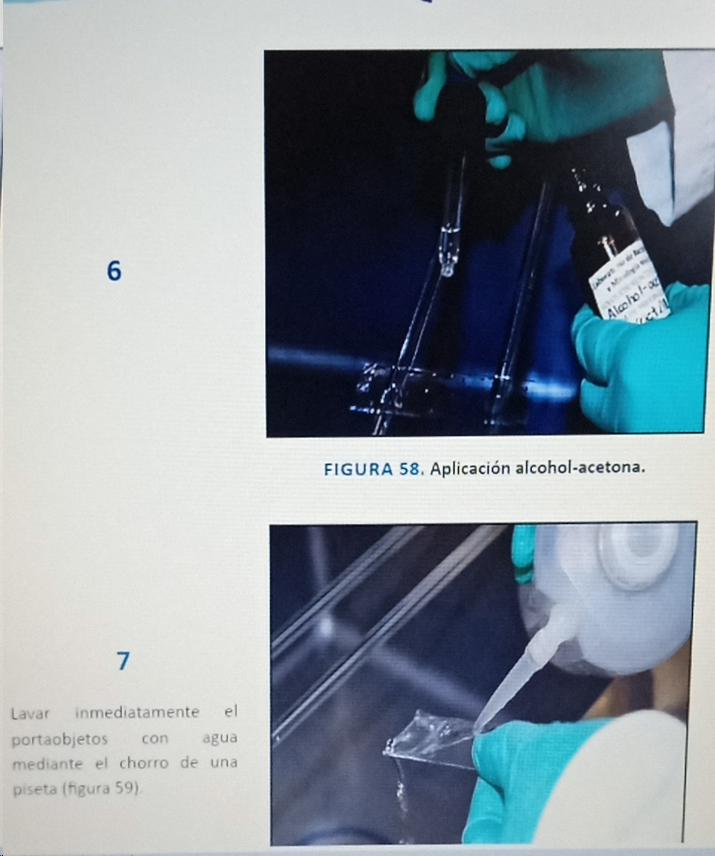 6
Alcohol-
FIGURA 58. Aplicación alcohol-acetona.
7
Lavar inmediatamente el
portaobjetos con agua
mediante el chorro de una
piseta (figura 59).